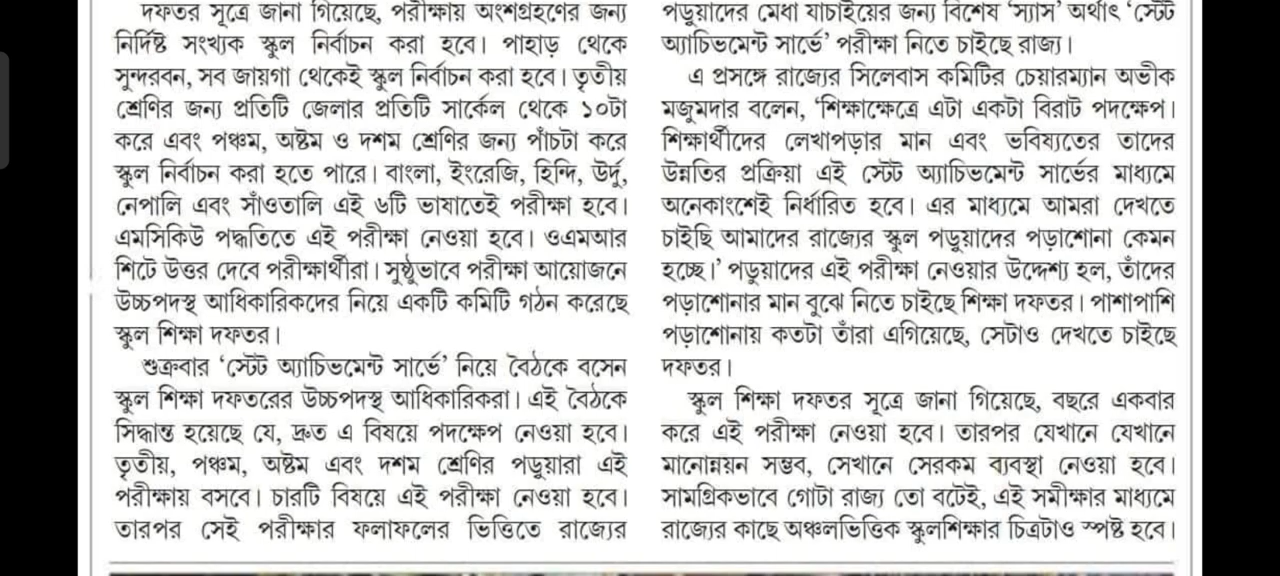 দফতর সূত্রে জানা গিয়েছে, পরীক্ষায় অংশগ্রহণের জন্য
নির্দিষ্ট সংখ্যক স্কুল নির্বাচন করা হবে। পাহাড় থেকে
সুন্দরবন, সব জায়গা থেকেই স্কুল নির্বাচন করা হবে। তৃতীয়
শ্রেণির জন্য প্রতিটি জেলার প্রতিটি সার্কেল থেকে ১০টা
করে এবং পঞ্চম, অষ্টম ও দশম শ্রেণির জন্য পাঁচটা করে
স্কুল নির্বাচন করা হতে পারে। বাংলা, ইংরেজি, হিন্দি, উর্দু,
নেপালি এবং সাঁওতালি এই ৬টি ভাষাতেই পরীক্ষা হবে।
এমসিকিউ পদ্ধতিতে এই পরীক্ষা নেওয়া হবে। ওএমআর
শিটে উত্তর দেবে পরীক্ষার্থীরা। সুষ্ঠুভাবে পরীক্ষা আয়োজনে
উচ্চপদস্থ আধিকারিকদের নিয়ে একটি কমিটি গঠন করেছে
স্কুল শিক্ষা দফতর।
শুক্রবার ‘স্টেট অ্যাচিভমেন্ট সার্ভে’ নিয়ে বৈঠকে বসেন
স্কুল শিক্ষা দফতরের উচ্চপদস্থ আধিকারিকরা। এই বৈঠকে
সিদ্ধান্ত হয়েছে যে, দ্রুত এ বিষয়ে পদক্ষেপ নেওয়া হবে।
তৃতীয়, পঞ্চম, অষ্টম এবং দশম শ্রেণির পড়ুয়ারা এই
পরীক্ষায় বসবে। চারটি বিষয়ে এই পরীক্ষা নেওয়া হবে।
তারপর সেই পরীক্ষার ফলাফলের ভিত্তিতে রাজ্যের
পড়ুয়াদের মেধা যাচাইয়ের জন্য বিশেষ ‘স্যাস’ অর্থাৎ ‘স্টেট
অ্যাচিভমেন্ট সার্ভে’ পরীক্ষা নিতে চাইছে রাজ্য।
এ প্রসঙ্গে রাজ্যের সিলেবাস কমিটির চেয়ারম্যান অভীক
মজুমদার বলেন, ‘শিক্ষাক্ষেত্রে এটা একটা বিরাট পদক্ষেপ।
শিক্ষার্থীদের লেখাপড়ার মান এবং ভবিষ্যতের তাদের
উন্নতির প্রক্রিয়া এই স্টেট অ্যাচিভমেন্ট সার্ভের মাধ্যমে
অনেকাংশেই নির্ধারিত হবে। এর মাধ্যমে আমরা দেখতে
চাইছি আমাদের রাজ্যের স্কুল পড়ুয়াদের পড়াশোনা কেমন
হচ্ছে।’ পড়ুয়াদের এই পরীক্ষা নেওয়ার উদ্দেশ্য হল, তাঁদের
পড়াশোনার মান বুঝে নিতে চাইছে শিক্ষা দফতর। পাশাপাশি
পড়াশোনায় কতটা তাঁরা এগিয়েছে, সেটাও দেখতে চাইছে
দফতর।
স্কুল শিক্ষা দফতর সূত্রে জানা গিয়েছে, বছরে একবার
করে এই পরীক্ষা নেওয়া হবে। তারপর যেখানে যেখানে
মানোন্নয়ন সম্ভব, সেখানে সেরকম ব্যবস্থা নেওয়া হবে।
সামগ্রিকভাবে গোটা রাজ্য তো বটেই, এই সমীক্ষার মাধ্যমে
রাজ্যের কাছে অঞ্চলভিত্তিক স্কুলশিক্ষার চিত্রটাও স্পষ্ট হবে।